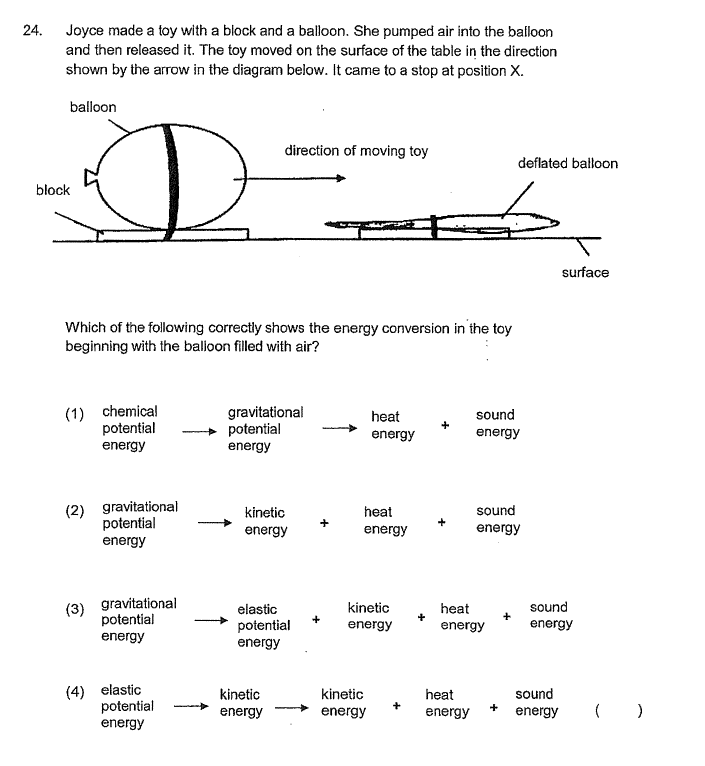 24. Joyce made a toy with a block and a balloon. She pumped air into the balloon
and then released it. The toy moved on the surface of the table in the direction
shown by the arrow in the diagram below. It came to a stop at position X.
balloon
direction of moving toy
deflated balloon
block
surface
Which of the following correctly shows the energy conversion in the toy
beginning with the balloon filled with air?
(1) chemical potential energy → gravitational potential energy → heat energy + sound energy
(2) gravitational potential energy → kinetic energy + heat energy + sound energy
(3) gravitational potential energy → elastic potential energy + kinetic energy + heat energy + sound energy
(4) elastic potential energy → kinetic energy → kinetic energy + heat energy + sound energy ( )